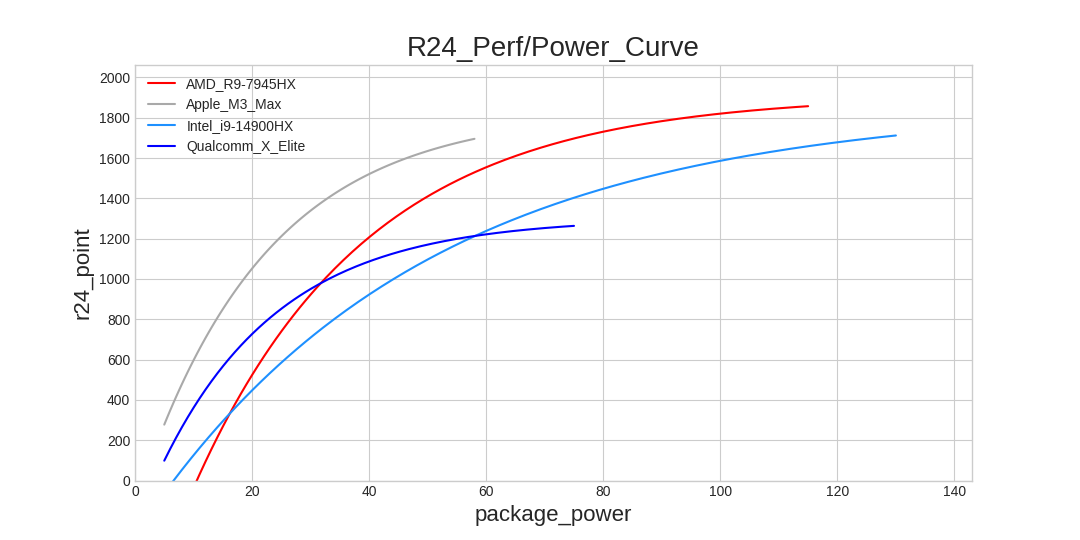 R24_Perf/Power_Curve
AMD_R9-7945HX
Apple_M3_Max
Intel_i9-14900HX
Qualcomm_X_Elite
r24_point
2000
1800
1600
1400
1200
1000
800
600
400
200
0
0 20 40 60 80 100 120 140
package_power